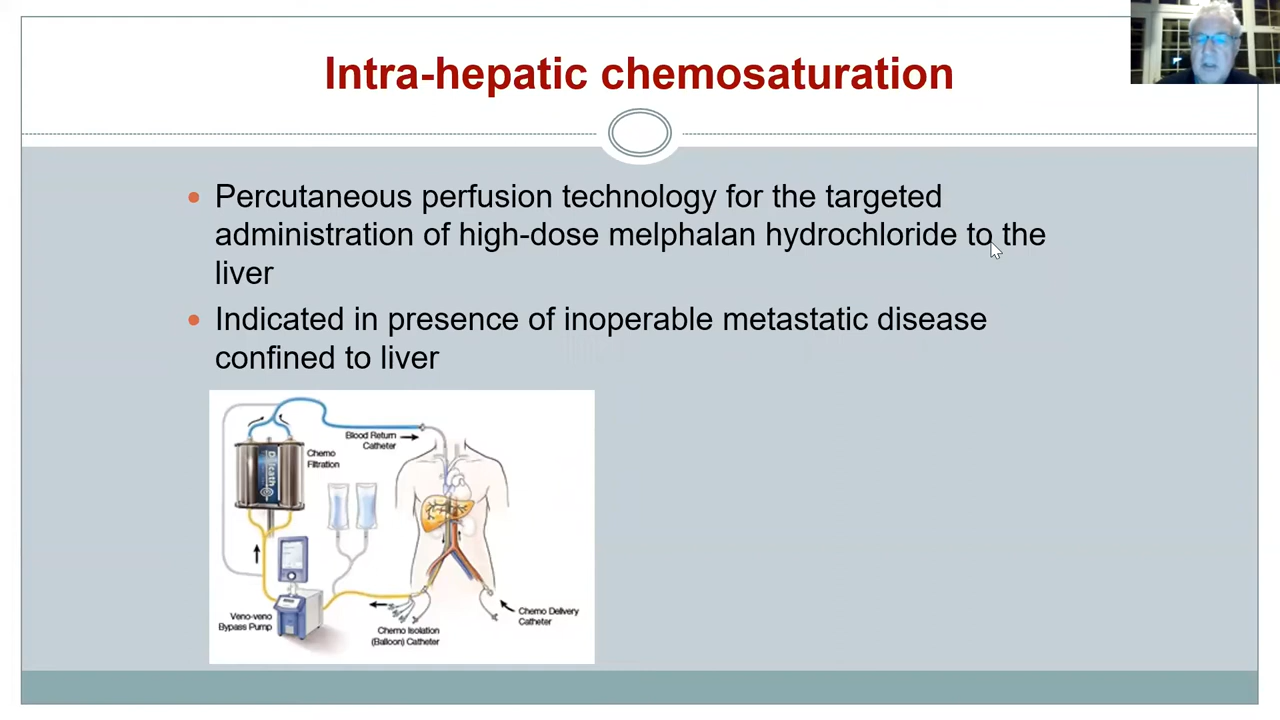 Intra-hepatic chemosaturation
Percutaneous perfusion technology for the targeted
administration of high-dose melphalan hydrochloride to the
liver
Indicated in presence of inoperable metastatic disease
confined to liver
Blood Return
Catheter
Chemo
Filtration
Delcath
Veno-veno
Bypass Pump
Chemo Isolation
(Balloon) Catheter
Chemo Delivery
Catheter